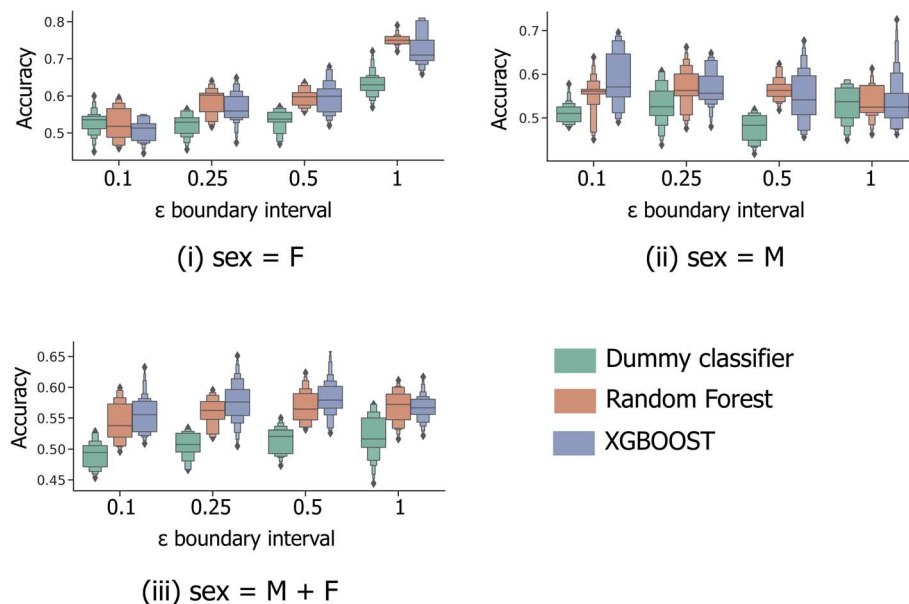 0.8
0.7
0.6
0.5
Accuracy
0.1 0.25 0.5 1
ε boundary interval
(i) sex = F
0.7
0.6
0.5
Accuracy
0.1 0.25 0.5 1
ε boundary interval
(ii) sex = M
0.65
0.60
0.55
0.50
0.45
Accuracy
0.1 0.25 0.5 1
ε boundary interval
(iii) sex = M + F
Dummy classifier
Random Forest
XGBOOST